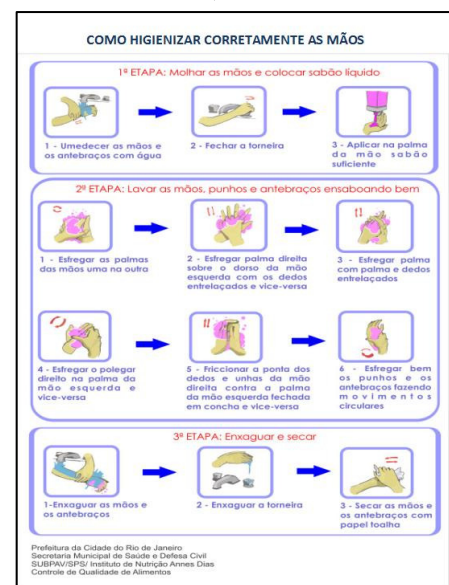 COMO HIGIENIZAR CORRETAMENTE AS MÃOS
1ª ETAPA: Molhar as mãos e colocar sabão líquido
1 - Umedecer as mãos e
os antebraços com água
2 - Fechar a torneira
3 - Aplicar na palma
da mão sabão
suficiente
2ª ETAPA: Lavar as mãos, punhos e antebraços ensaboando bem
1 - Esfregar as palmas
das mãos uma na outra
2 - Esfregar palma direita
sobre o dorso da mão
esquerda com os dedos
entrelaçados e vice-versa
3 - Esfregar palma
com palma e dedos
entrelaçados
4 - Esfregar o polegar
direito na palma da
mão esquerda e
vice-versa
5 - Friccionar a ponta dos
dedos e unhas da mão
direita contra a palma
da mão esquerda fechada
em concha e vice-versa
6 - Esfregar bem
os punhos e os
antebraços fazendo
movimentos
circulares
3ª ETAPA: Enxaguar e secar
1-Enxaguar as mãos e
os antebraços
2 - Enxaguar a torneira
3 - Secar as mãos e
os antebraços com
papel toalha
Prefeitura da Cidade do Rio de Janeiro
Secretaria Municipal de Saúde e Defesa Civil
SUBPAV/SPS/ Instituto de Nutrição Annes Dias
Controle de Qualidade de Alimentos